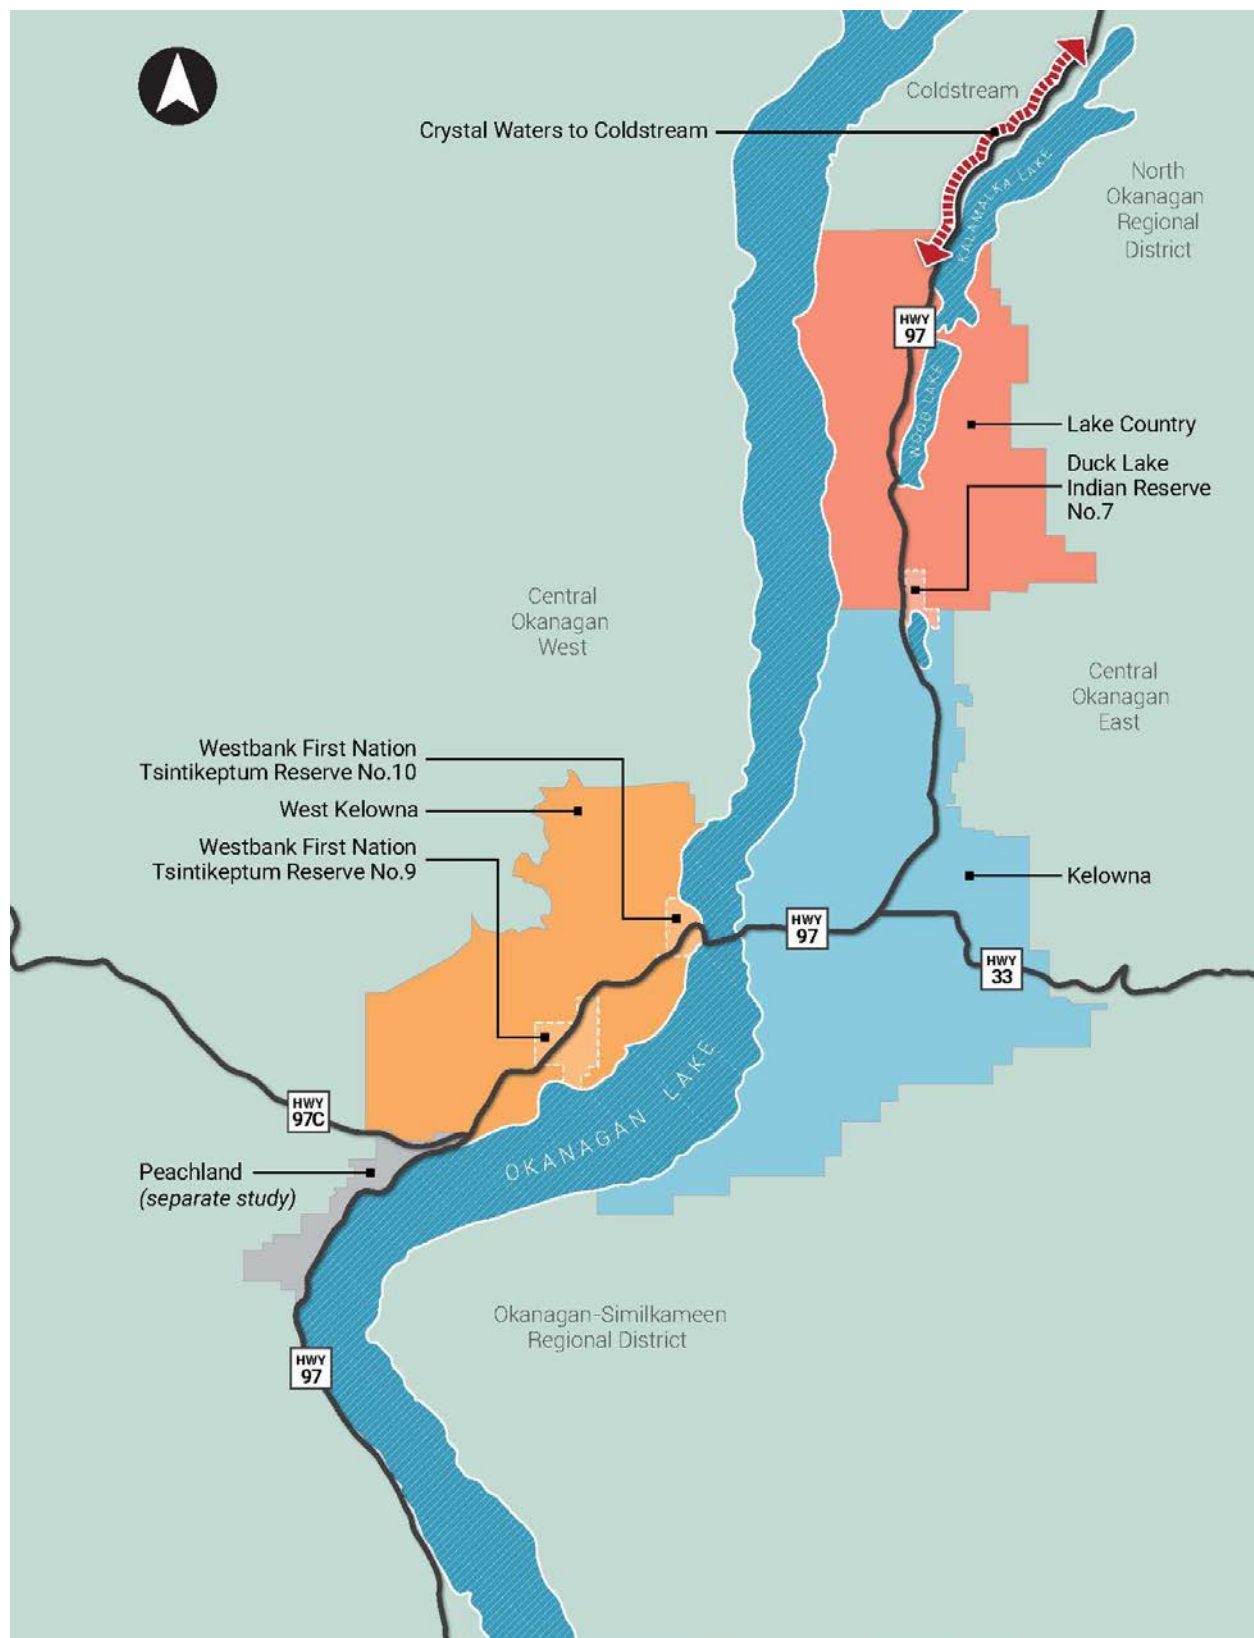 Coldstream
Crystal Waters to Coldstream
KALAMALKA LAKE
North
Okanagan
Regional
District
HWY
97
WOOD LAKE
Lake Country
Duck Lake
Indian Reserve
No.7
Central
Okanagan
West
Central
Okanagan
East
Westbank First Nation
Tsintikeptum Reserve No.10
West Kelowna
Westbank First Nation
Tsintikeptum Reserve No.9
Kelowna
HWY
97
HWY
33
OKANAGAN LAKE
HWY
97C
Peachland
(separate study)
Okanagan-Similkameen
Regional District
HWY
97